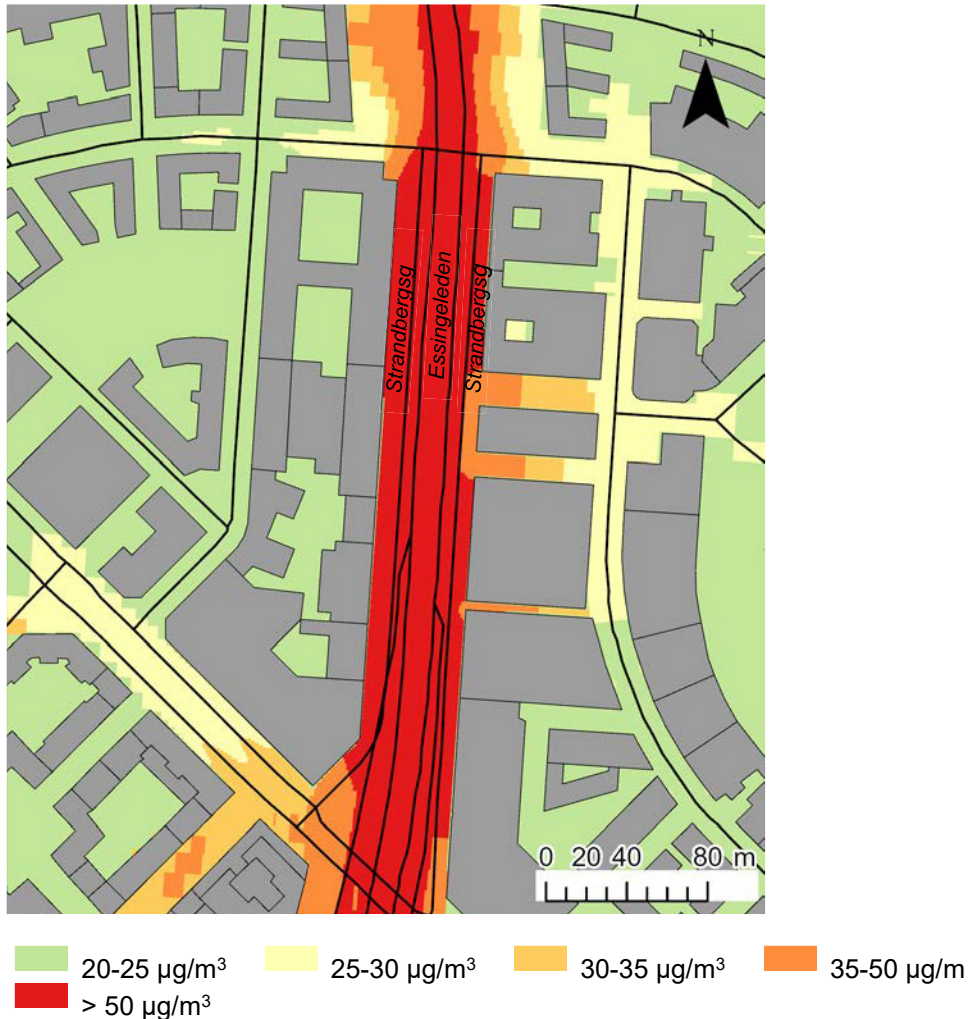 N
Strandbergsg
Essingeleden
Strandbergsg
0 20 40 80 m
20-25 µg/m³ 25-30 µg/m³ 30-35 µg/m³ 35-50 µg/m
> 50 µg/m³